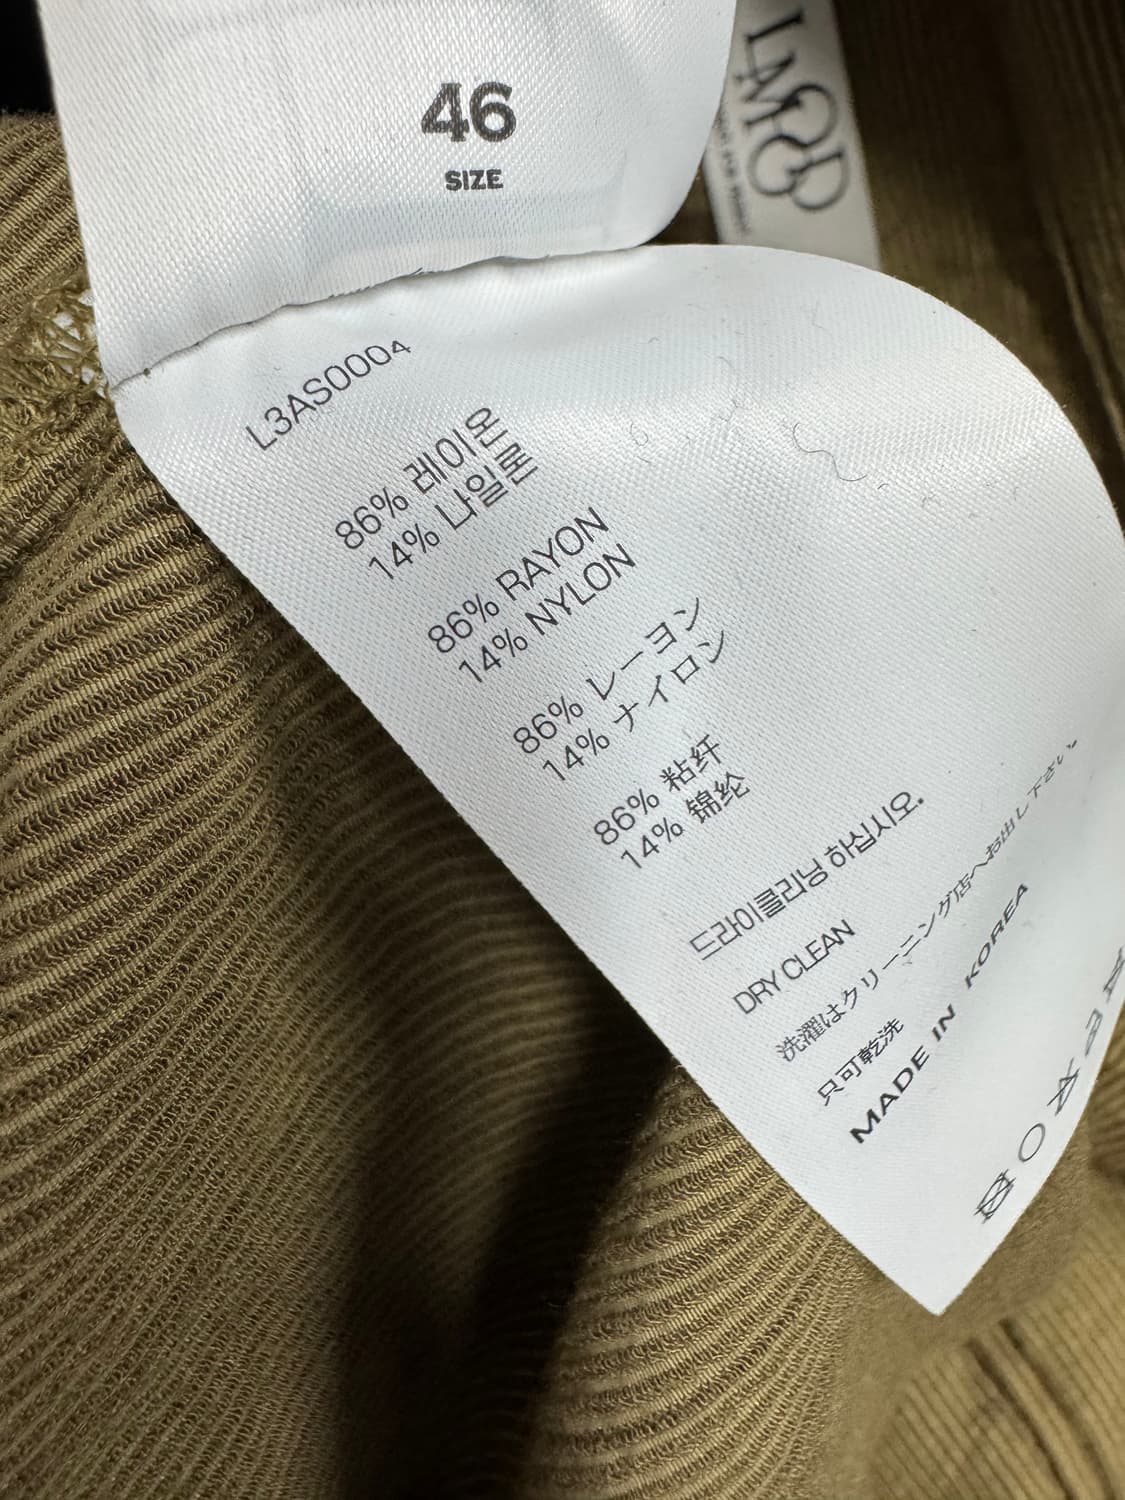 46
SIZE
LMOOD
L3AS0004
86% 레이온
14% 나일론
86% RAYON
14% NYLON
86% レーヨン
14% ナイロン
86% 粘纤
14% 锦纶
드라이클리닝 하십시오.
DRY CLEAN
洗濯はクリーニング店へお出し下さい。
只可乾洗
MADE IN KOREA